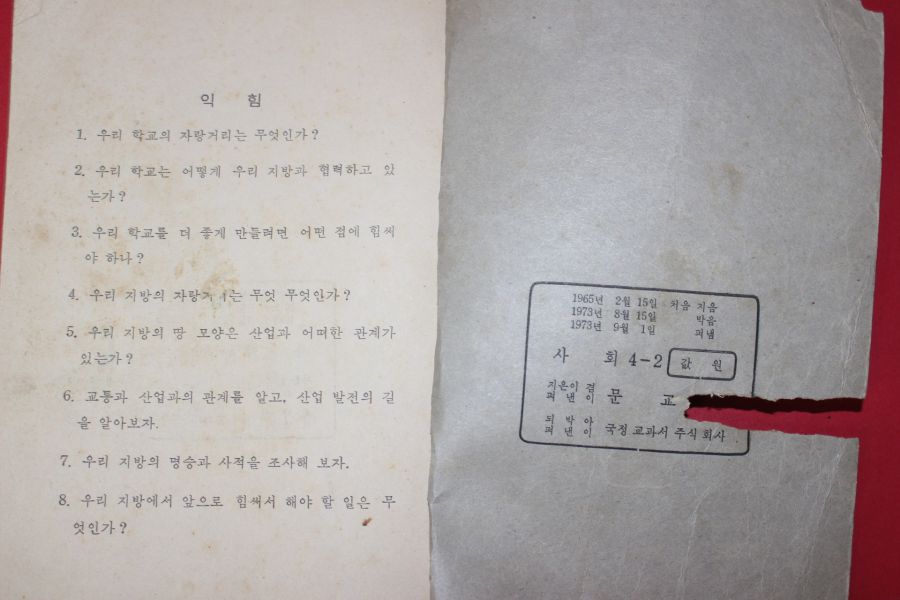 익 힘
1. 우리 학교의 자랑거리는 무엇인가?
2. 우리 학교는 어떻게 우리 지방과 협력하고 있
는가?
3. 우리 학교를 더 좋게 만들려면 어떤 점에 힘써
야 하나?
4. 우리 지방의 는 무엇 무엇인가?
5. 우리 지방의 땅 모양은 산업과 어떠한 관계가
있는가?
6. 교통과 산업과의 관계를 알고, 산업 발전의 길
을 알아보자.
7. 우리 지방의 명승과 사적을 조사해 보자.
8. 우리 지방에서 앞으로 힘써서 해야 할 일은 무
엇인가?
1965년 2월 15일 처음 지음
1973년 8월 15일 박음
1973년 9월 1일 펴냄
사 회 4-2 값 원
지은이 겸
펴 낸 이 문 교
되 박 아
펴 낸 이 국정 교과서 주식 회사